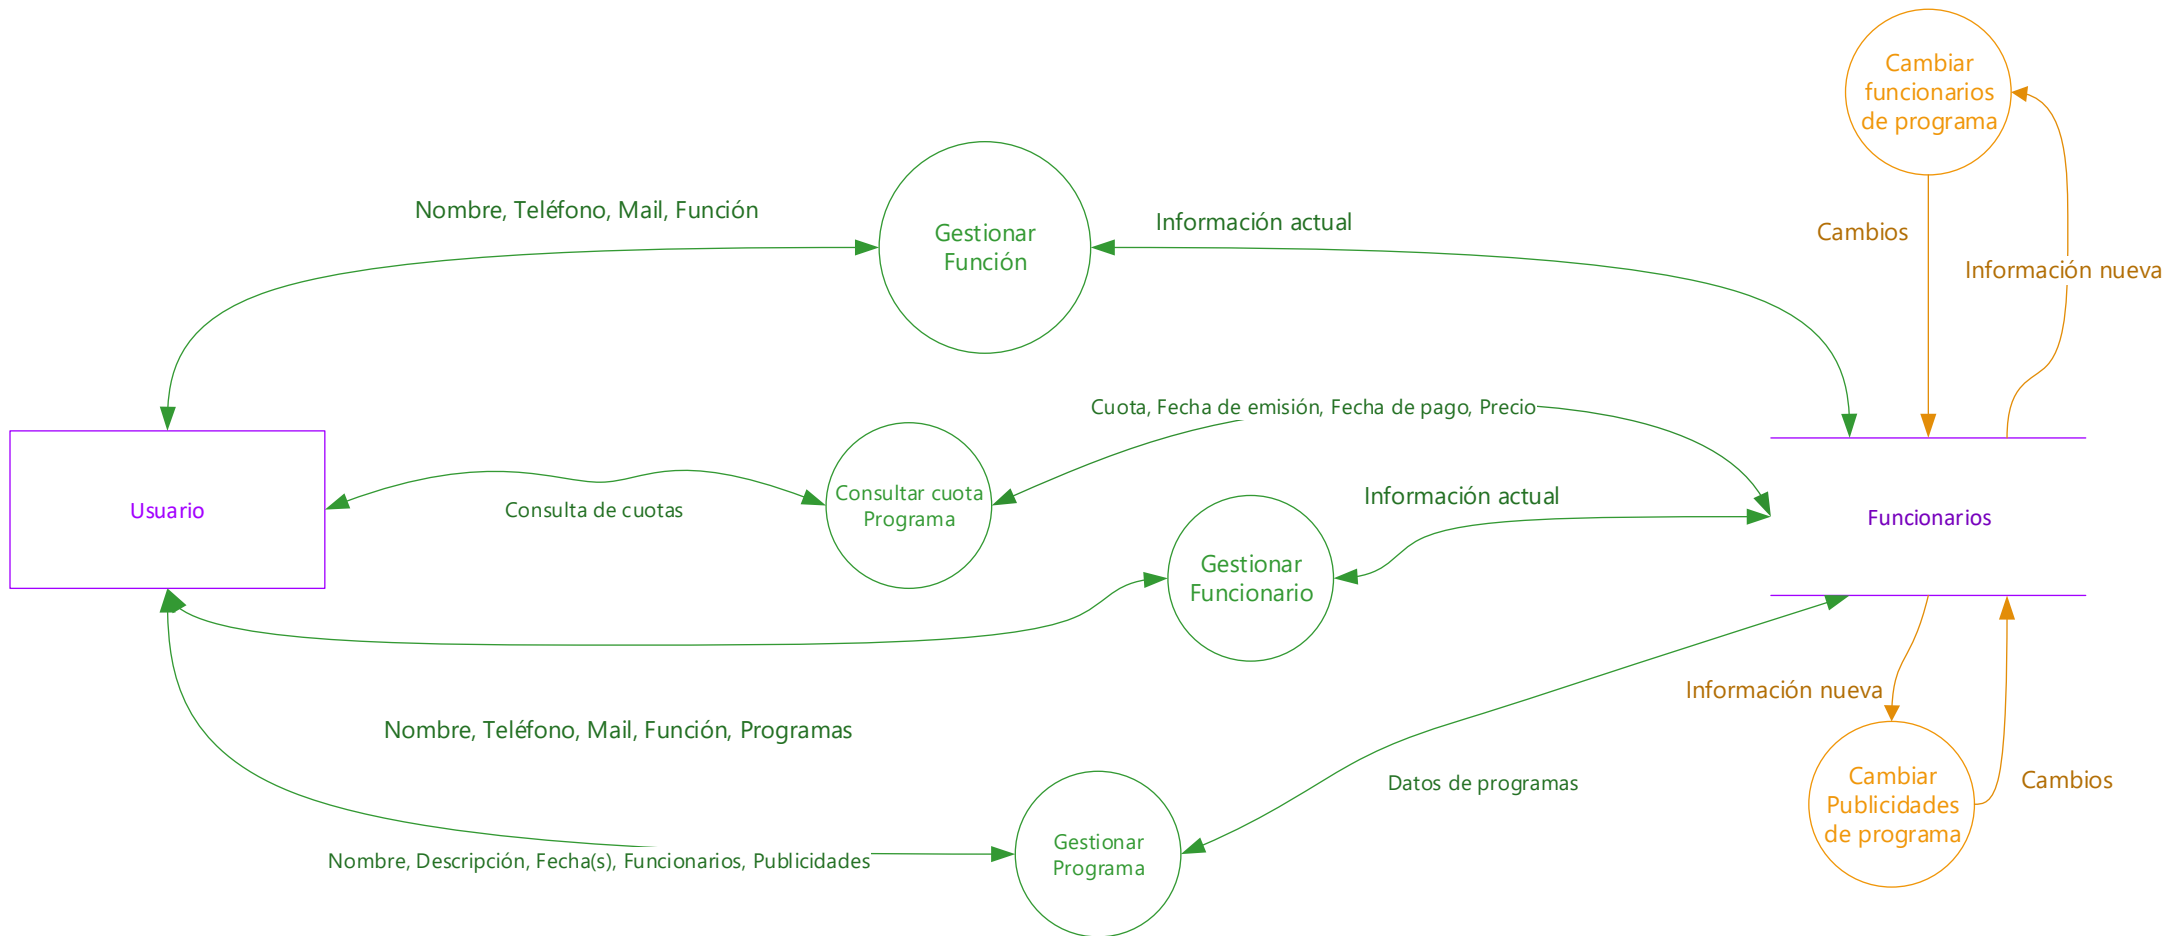 Cambiar
funcionarios
de programa
Nombre, Teléfono, Mail, Función
Gestionar
Función
Información actual
Cambios
Información nueva
Cuota, Fecha de emisión, Fecha de pago, Precio
Usuario
Consulta de cuotas
Consultar cuota
Programa
Información actual
Funcionarios
Gestionar
Funcionario
Información nueva
Nombre, Teléfono, Mail, Función, Programas
Datos de programas
Cambiar
Publicidades
de programa
Cambios
Gestionar
Programa
Nombre, Descripción, Fecha(s), Funcionarios, Publicidades